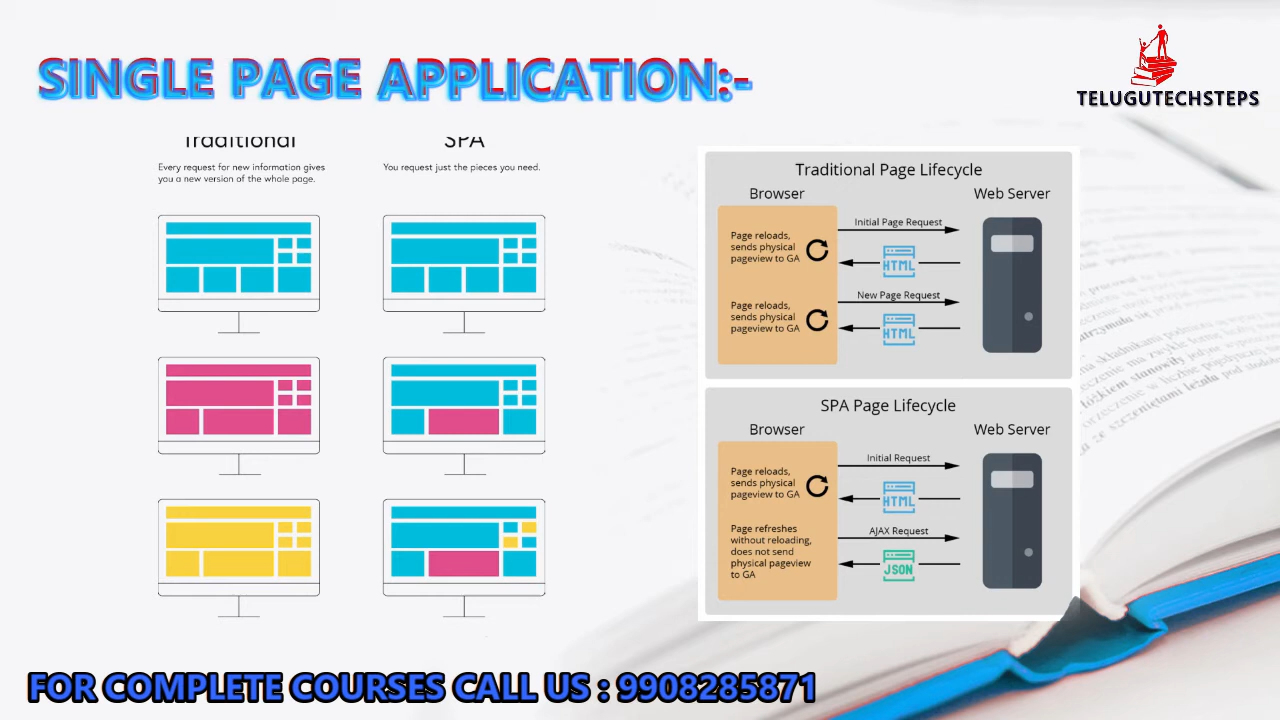 SINGLE PAGE APPLICATION:-
TELUGUTECHSTEPS
Traditional
Every request for new information gives
you a new version of the whole page.
SPA
You request just the pieces you need.
Traditional Page Lifecycle
Browser
Web Server
Page reloads,
sends physical
pageview to GA
Initial Page Request
HTML
Page reloads,
sends physical
pageview to GA
New Page Request
HTML
SPA Page Lifecycle
Browser
Web Server
Page reloads,
sends physical
pageview to GA
Initial Request
HTML
Page refreshes
without reloading,
does not send
physical pageview
to GA
AJAX Request
JSON
FOR COMPLETE COURSES CALL US : 9908285871